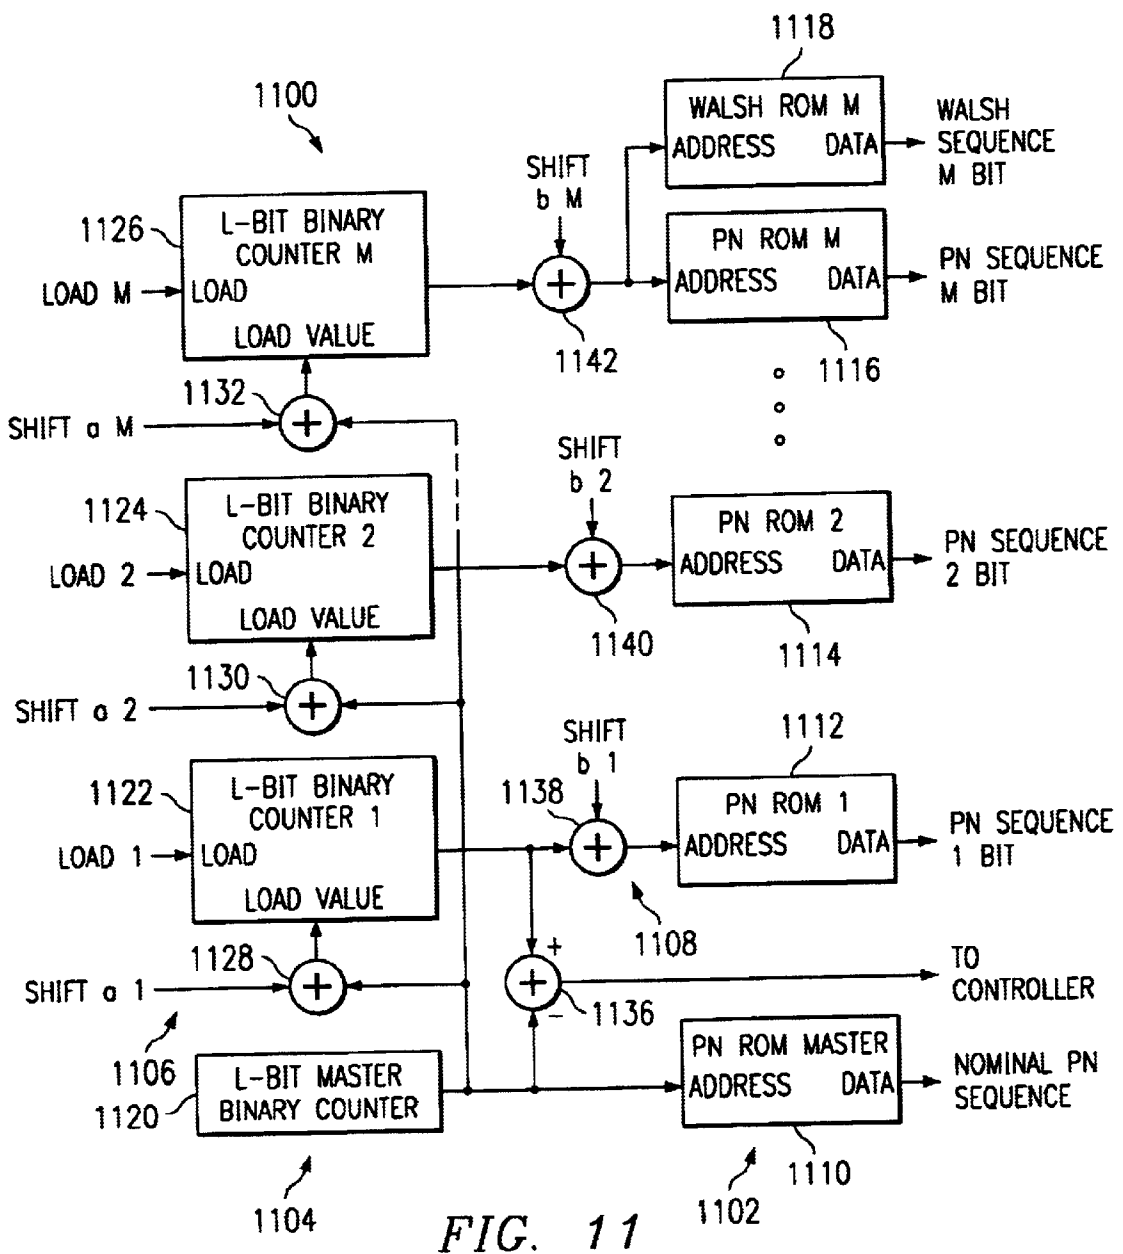 1118
1100
WALSH ROM M
ADDRESS DATA
WALSH
SEQUENCE
M BIT
SHIFT
b M
1126
L-BIT BINARY
COUNTER M
LOAD M
LOAD
LOAD VALUE
PN ROM M
ADDRESS DATA
PN SEQUENCE
M BIT
1142
1116
1132
SHIFT a M
SHIFT
b 2
1124
L-BIT BINARY
COUNTER 2
LOAD 2
LOAD
LOAD VALUE
PN ROM 2
ADDRESS DATA
PN SEQUENCE
2 BIT
1140
1114
1130
SHIFT a 2
SHIFT
b 1
1112
1122
L-BIT BINARY
COUNTER 1
LOAD 1
LOAD
LOAD VALUE
1138
PN ROM 1
ADDRESS DATA
PN SEQUENCE
1 BIT
1108
1128
SHIFT a 1
+
-
1136
TO
CONTROLLER
1106
1120
L-BIT MASTER
BINARY COUNTER
PN ROM MASTER
ADDRESS DATA
NOMINAL PN
SEQUENCE
1110
1104
1102
FIG. 11